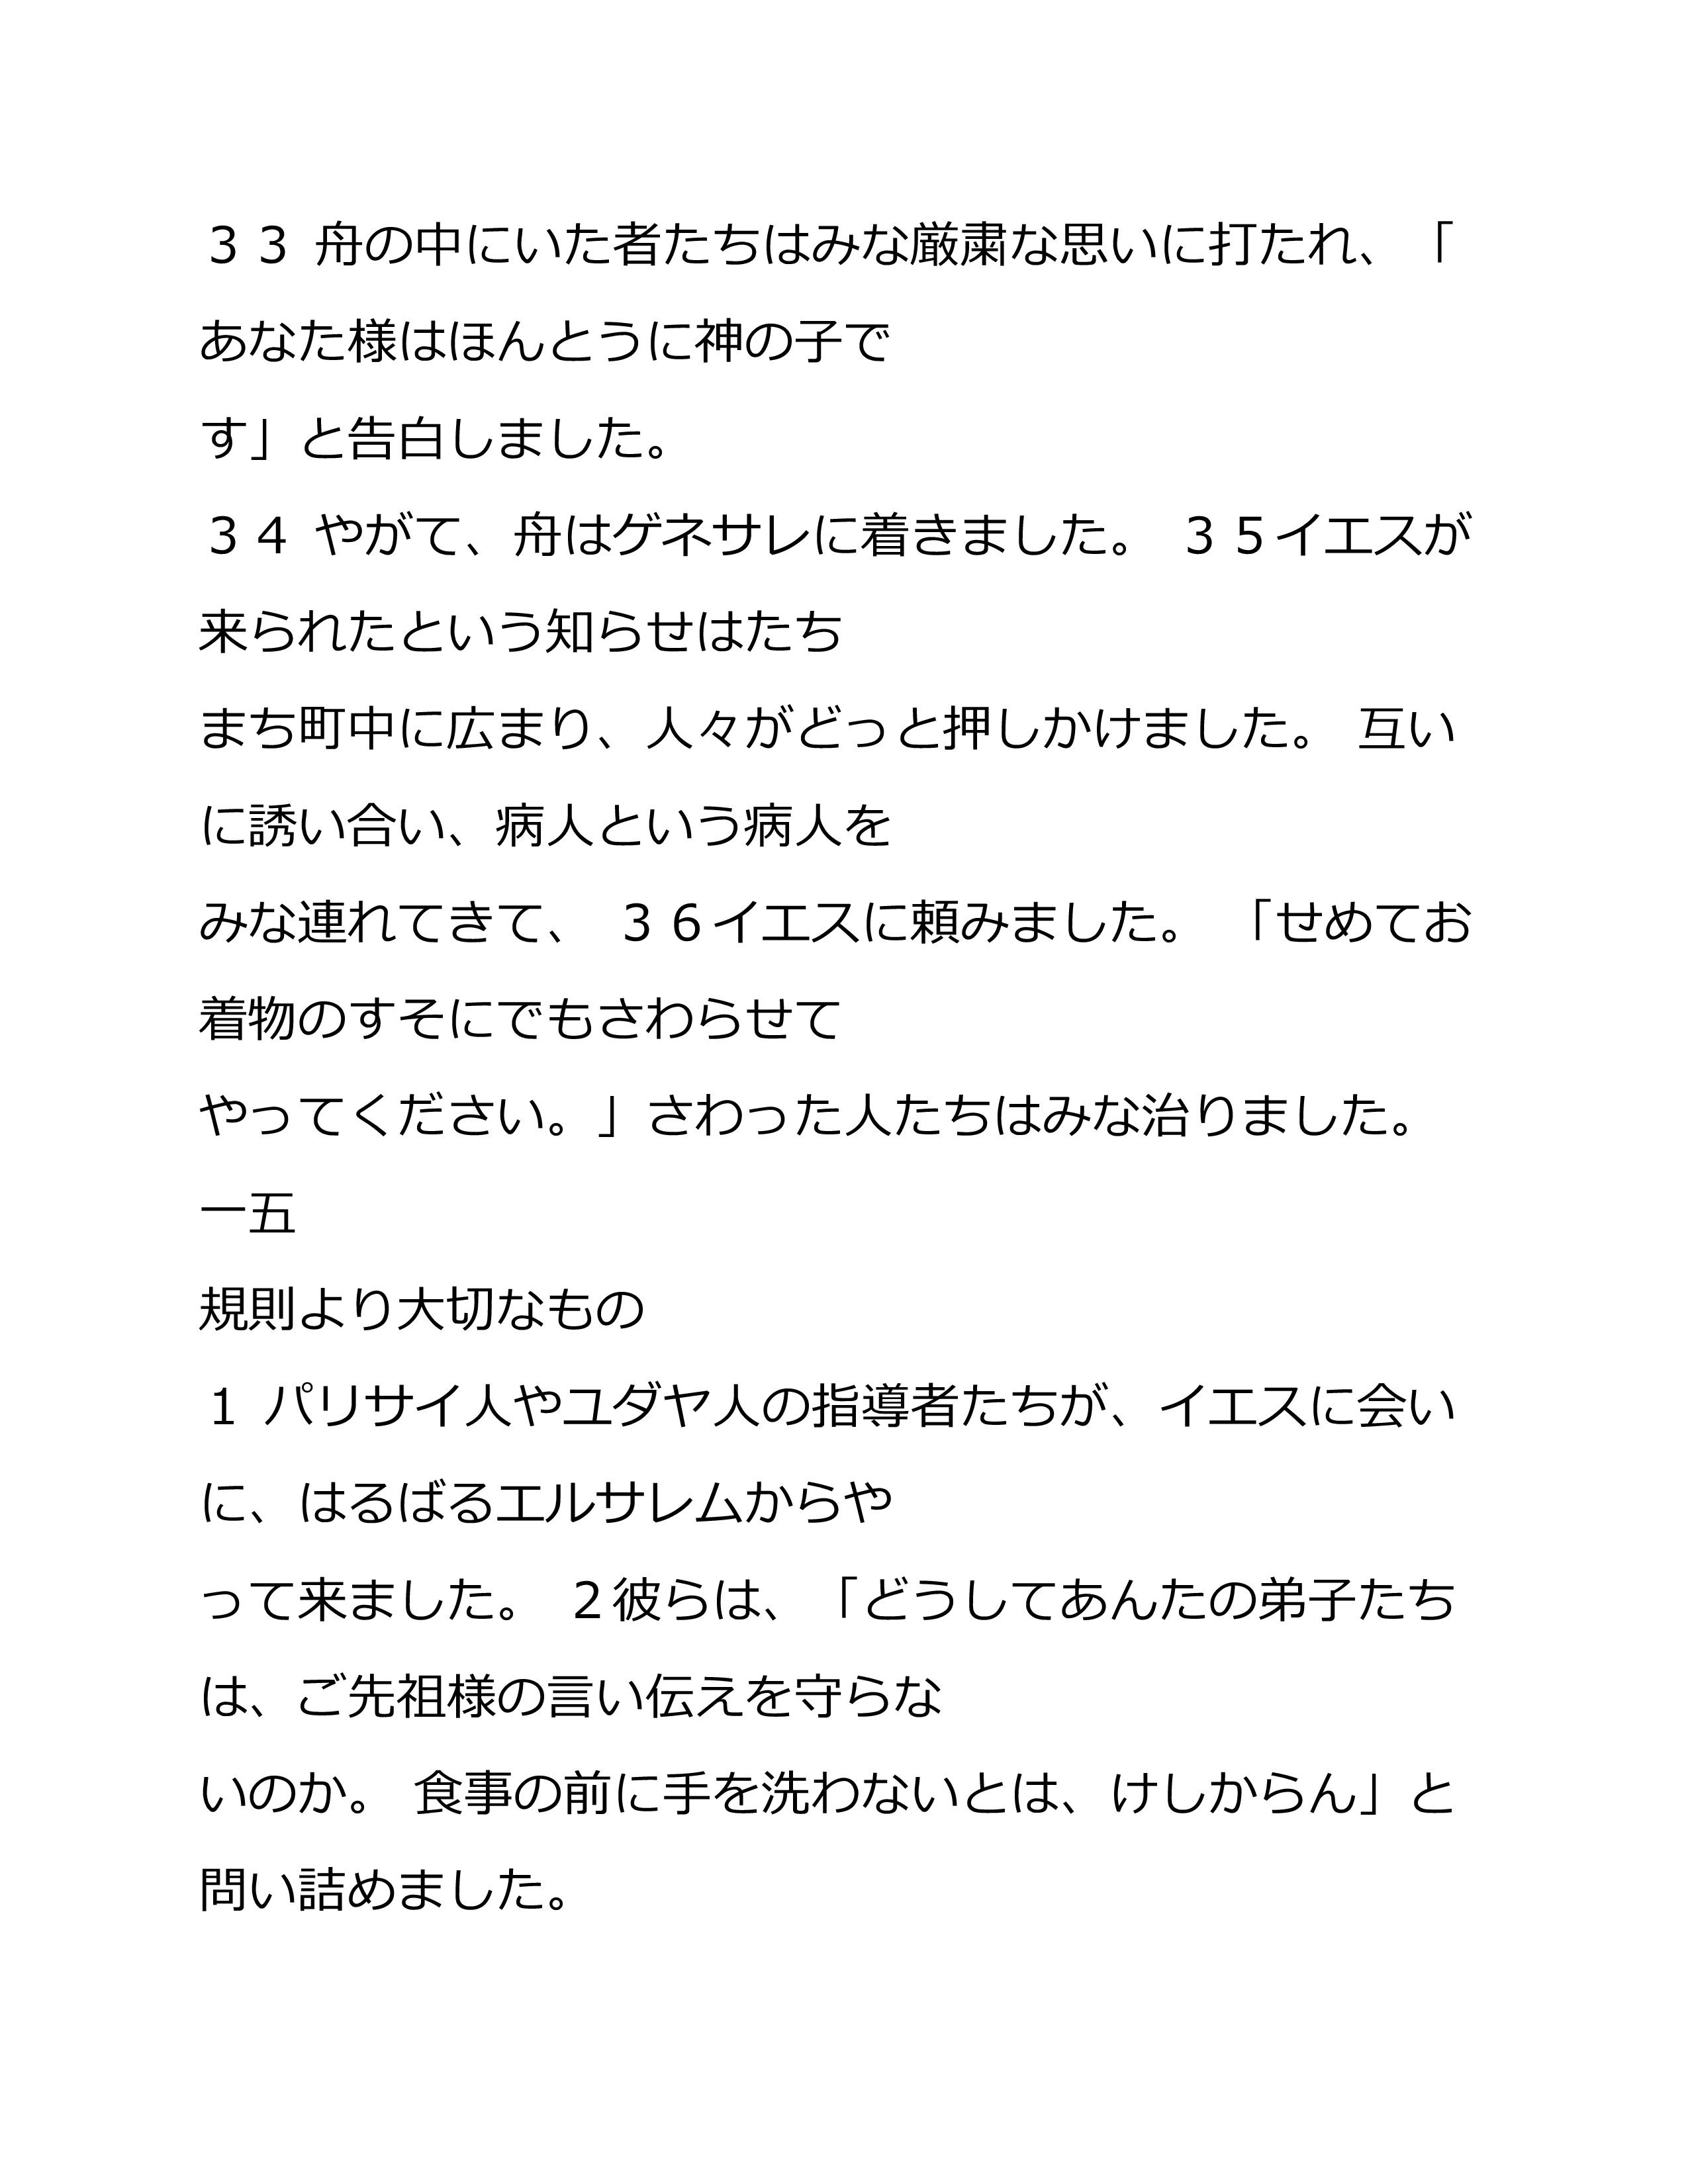 ３３ 舟の中にいた者たちはみな厳粛な思いに打たれ、「
あなた様はほんとうに神の子で
す」と告白しました。
３４ やがて、舟はゲネサレに着きました。 ３５イエスが
来られたという知らせはたち
まち町中に広まり、人々がどっと押しかけました。 互い
に誘い合い、病人という病人を
みな連れてきて、 ３６イエスに頼みました。 「せめてお
着物のすそにでもさわらせて
やってください。」さわった人たちはみな治りました。
一五
規則より大切なもの
１ パリサイ人やユダヤ人の指導者たちが、イエスに会い
に、はるばるエルサレムからや
って来ました。 ２彼らは、「どうしてあんたの弟子たち
は、ご先祖様の言い伝えを守らな
いのか。 食事の前に手を洗わないとは、けしからん」と
問い詰めました。